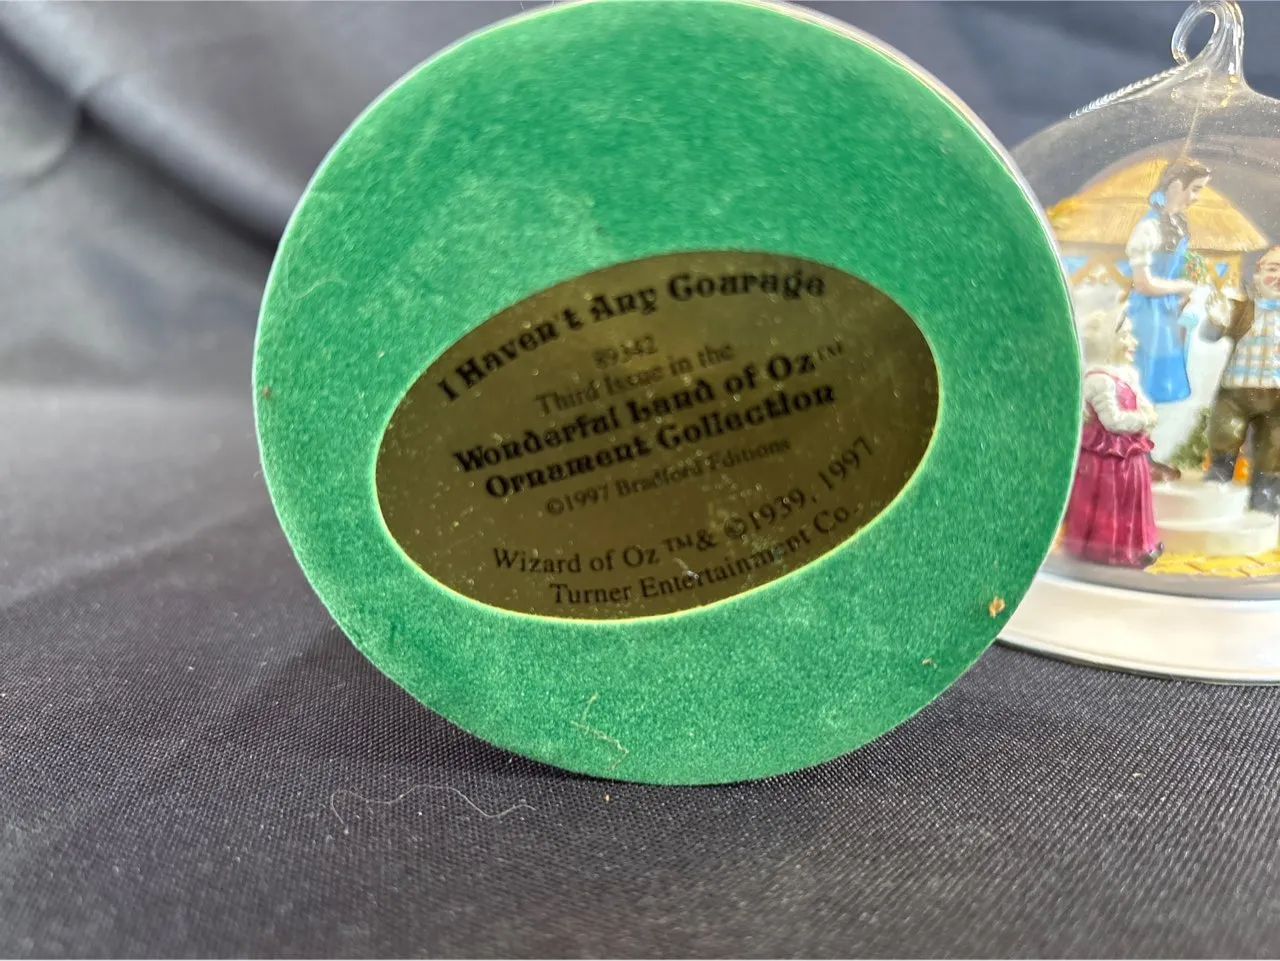 I Haven't Any Courage
89342
Third Issue in the
Wonderful Land of Oz™
Ornament Collection
©1997 Bradford Editions
Wizard of Oz ™& ©1939, 1997
Turner Entertainment Co.